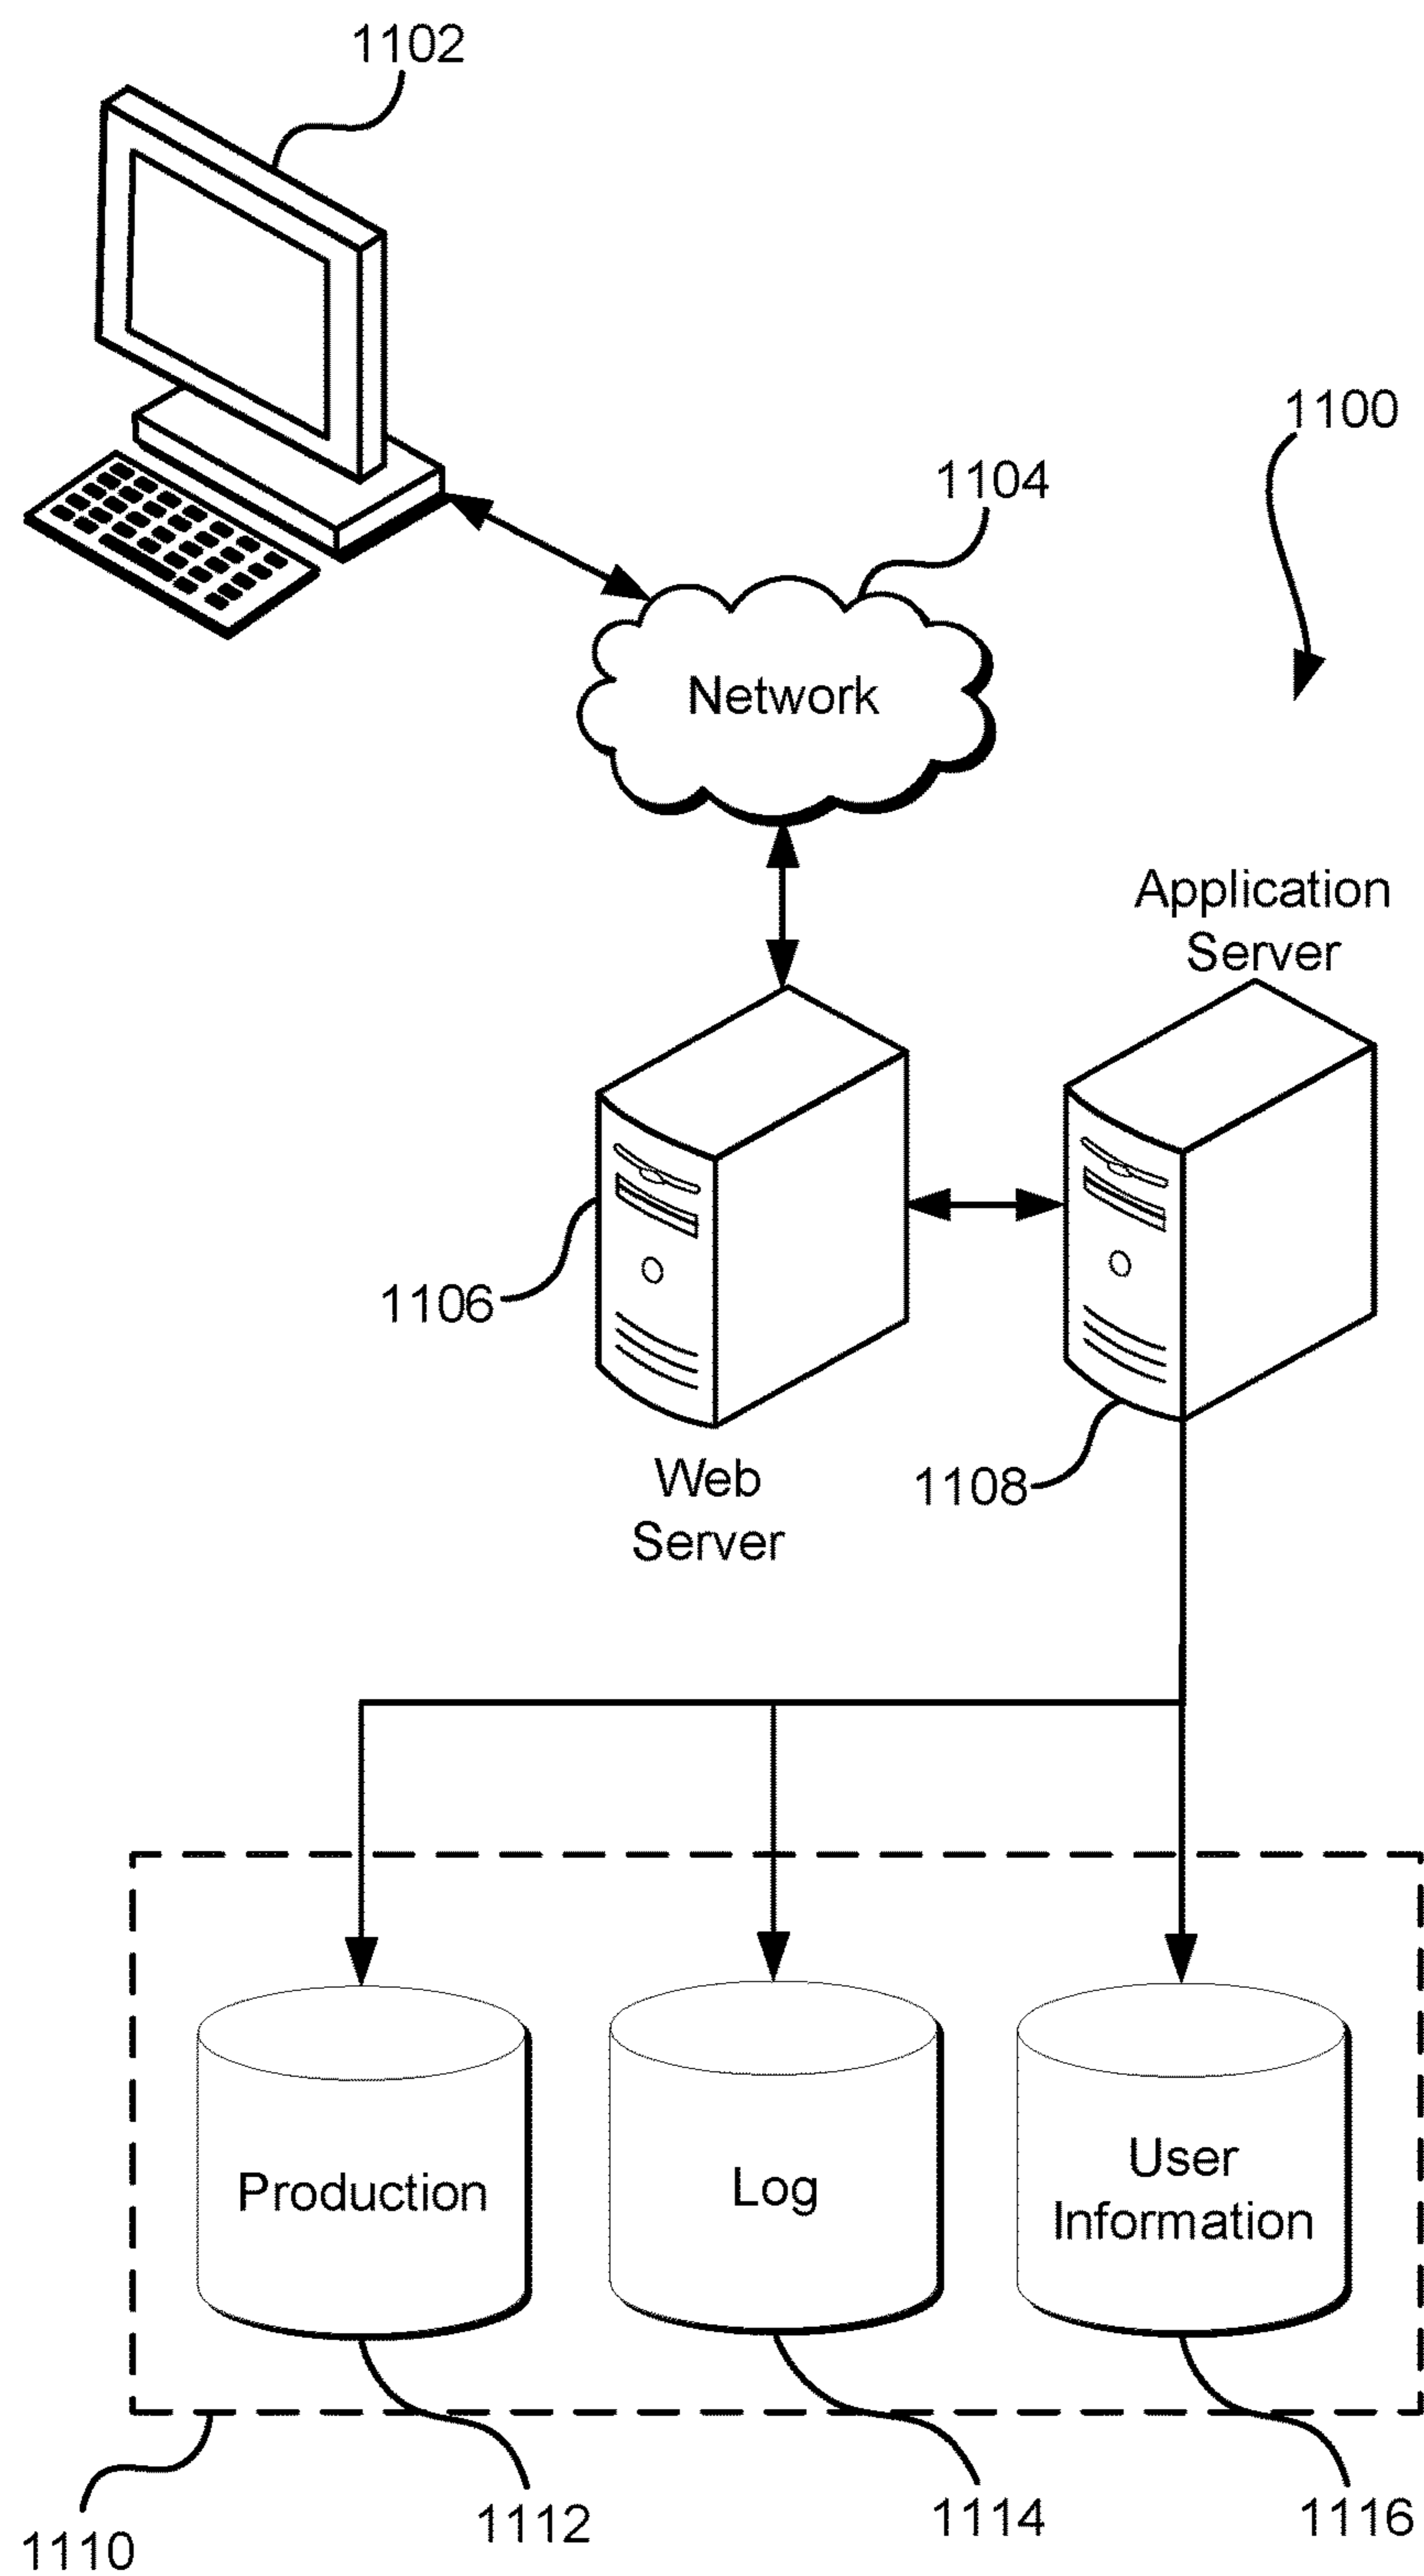 1102
1100
1104
Network
Application
Server
1106
Web
Server
1108
Production
Log
User
Information
1110
1112
1114
1116